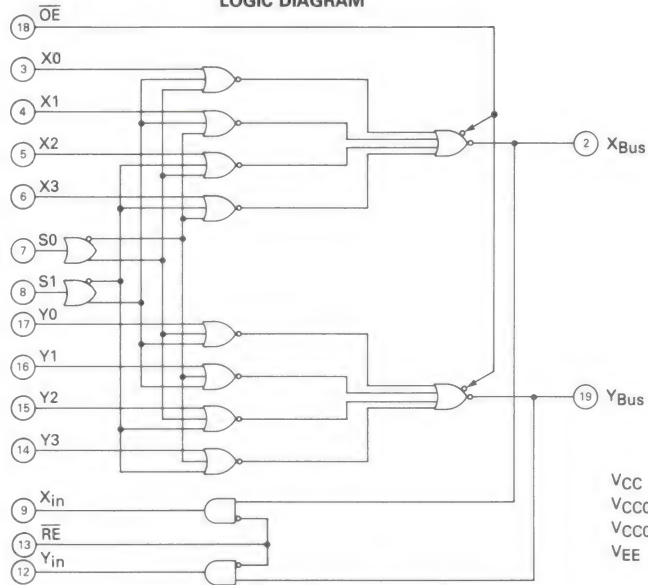 LOGIC DIAGRAM
18 OE
3 X0
4 X1
5 X2
6 X3
7 S0
8 S1
17 Y0
16 Y1
15 Y2
14 Y3
9 Xin
13 RE
12 Yin
2 XBus
19 YBus
VCC
VCCO
VCCO
VEE